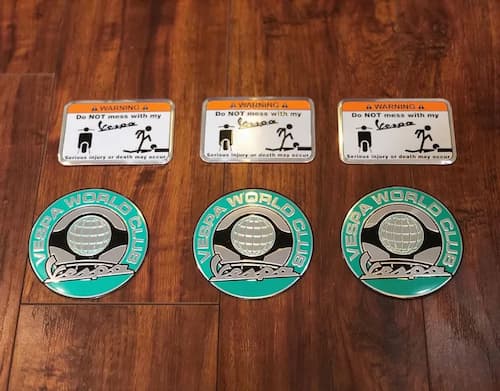 WARNING
Do NOT mess with my
Vespa
Serious injury or death may occur
WARNING
Do NOT mess with my
Vespa
Serious injury or death may occur
WARNING
Do NOT mess with my
Vespa
Serious injury or death may occur
VESPA WORLD CLUB
Vespa
VESPA WORLD CLUB
Vespa
VESPA WORLD CLUB
Vespa